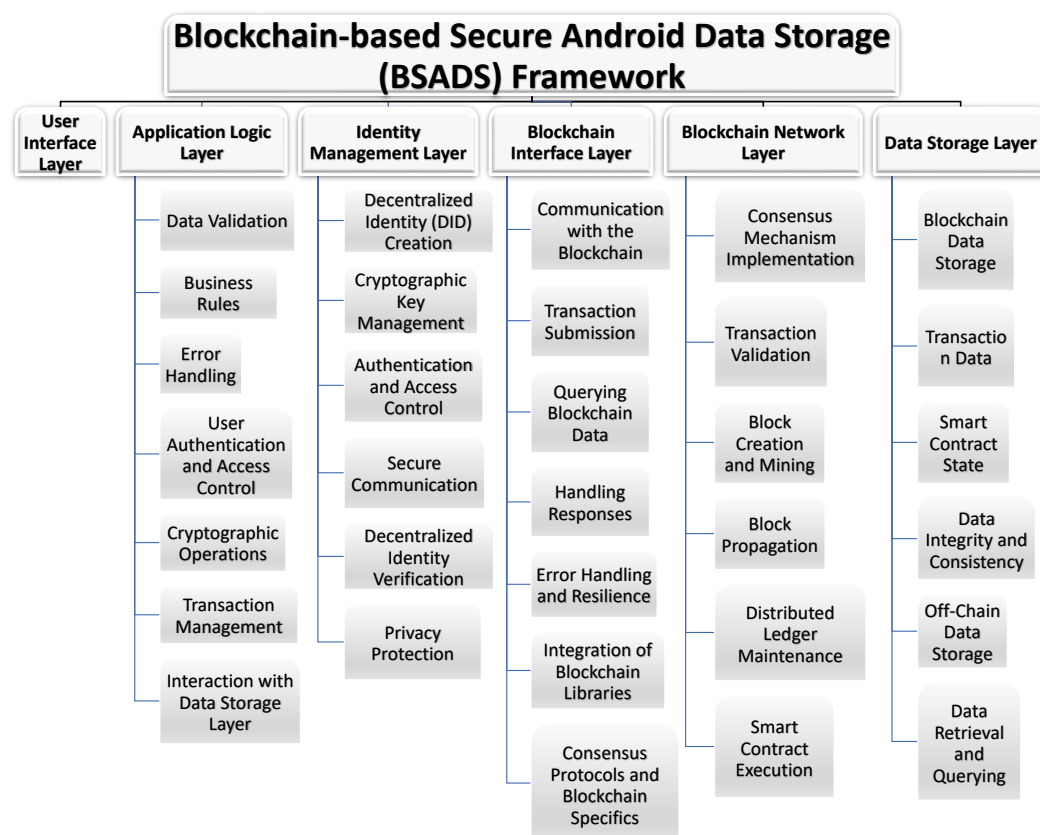 Blockchain-based Secure Android Data Storage
(BSADS) Framework
User
Interface
Layer
Application Logic
Layer
Data Validation
Business
Rules
Error
Handling
User
Authentication
and Access
Control
Cryptographic
Operations
Transaction
Management
Interaction with
Data Storage
Layer
Identity
Management Layer
Decentralized
Identity (DID)
Creation
Cryptographic
Key
Management
Authentication
and Access
Control
Secure
Communication
Decentralized
Identity
Verification
Privacy
Protection
Blockchain
Interface Layer
Communication
with the
Blockchain
Transaction
Submission
Querying
Blockchain
Data
Handling
Responses
Error Handling
and Resilience
Integration of
Blockchain
Libraries
Consensus
Protocols and
Blockchain
Specifics
Blockchain Network
Layer
Consensus
Mechanism
Implementation
Transaction
Validation
Block
Creation
and Mining
Block
Propagation
Distributed
Ledger
Maintenance
Smart
Contract
Execution
Data Storage Layer
Blockchain
Data
Storage
Transactio
n Data
Smart
Contract
State
Data
Integrity and
Consistency
Off-Chain
Data
Storage
Data
Retrieval
and
Querying